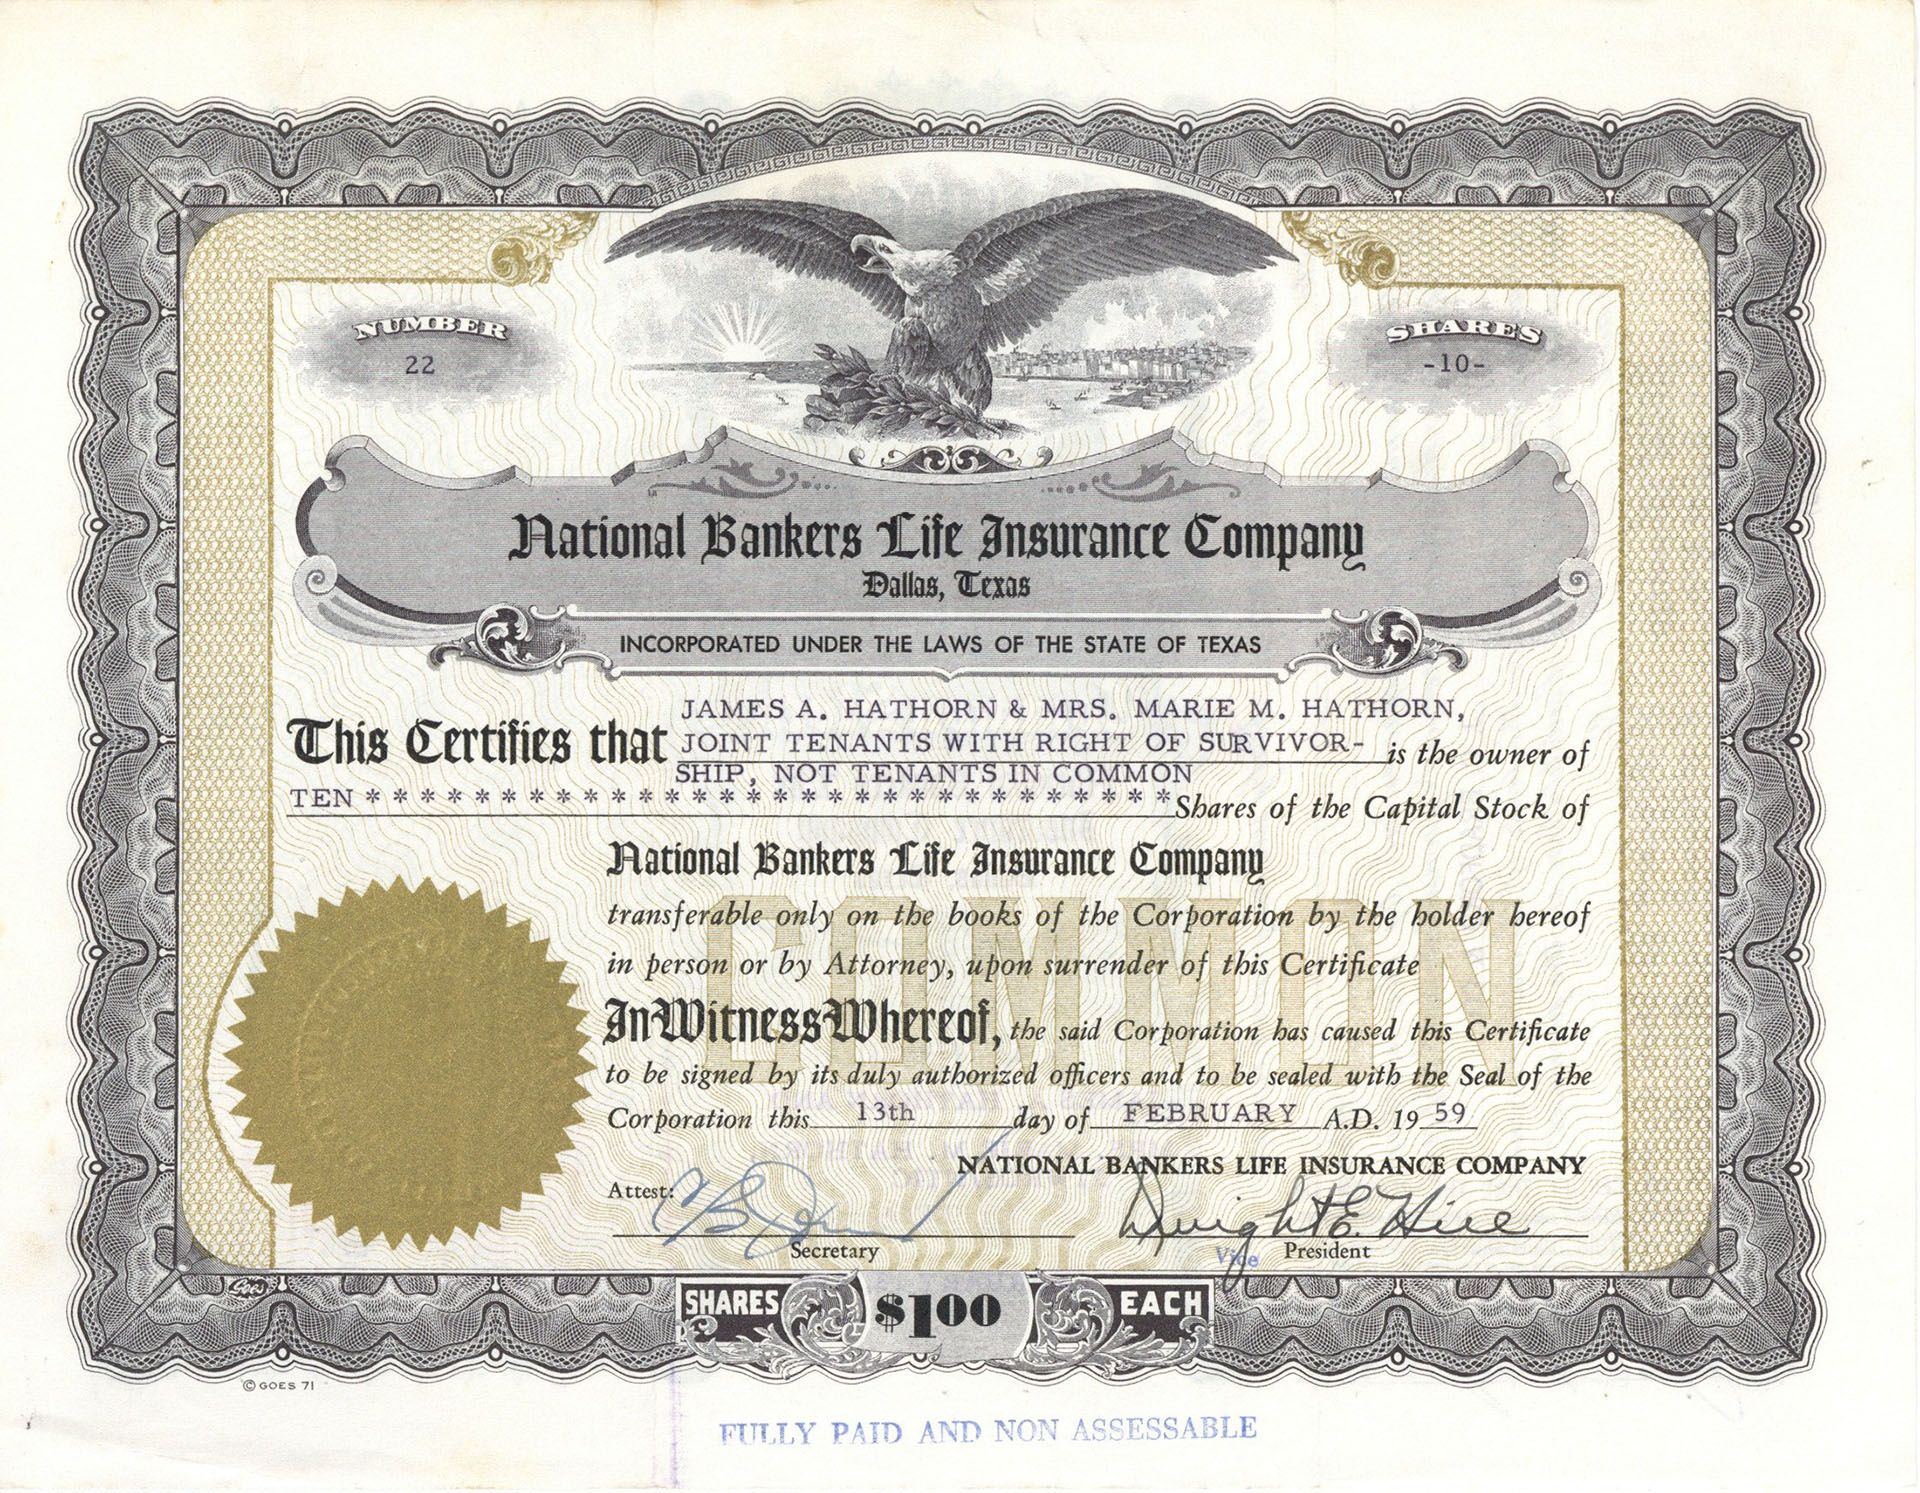 NUMBER
22
SHARES
-10-
National Bankers Life Insurance Company
Dallas, Texas
INCORPORATED UNDER THE LAWS OF THE STATE OF TEXAS
JAMES A. HATHORN & MRS. MARIE M. HATHORN,
This Certifies that JOINT TENANTS WITH RIGHT OF SURVIVOR- is the owner of
SHIP, NOT TENANTS IN COMMON
TEN * * * * * * * * * * * * * * * * * * * * * * * * * * * * * * Shares of the Capital Stock of
National Bankers Life Insurance Company
transferable only on the books of the Corporation by the holder hereof
in person or by Attorney, upon surrender of this Certificate
COMMON
In Witness Whereof, the said Corporation has caused this Certificate
to be signed by its duly authorized officers and to be sealed with the Seal of the
Corporation this 13th day of FEBRUARY A.D. 19 59
NATIONAL BANKERS LIFE INSURANCE COMPANY
Attest:
Dwight E. Hill
Secretary
Vice President
Goes
SHARES $1.00 EACH
© GOES 71
FULLY PAID AND NON ASSESSABLE